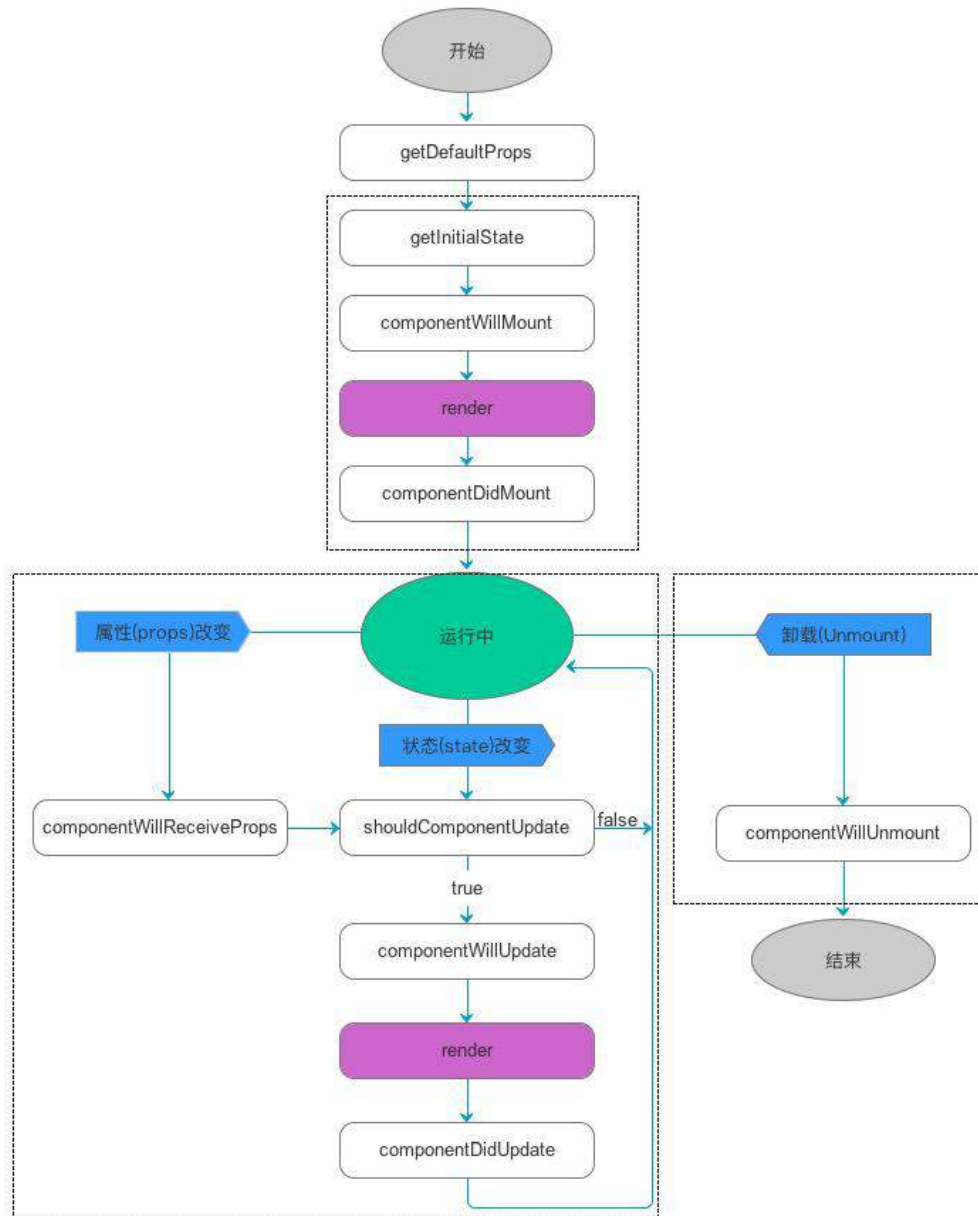 开始
getDefaultProps
getInitialState
componentWillMount
render
componentDidMount
属性(props)改变
运行中
卸载(Unmount)
状态(state)改变
componentWillReceiveProps
shouldComponentUpdate
false
componentWillUnmount
true
componentWillUpdate
结束
render
componentDidUpdate